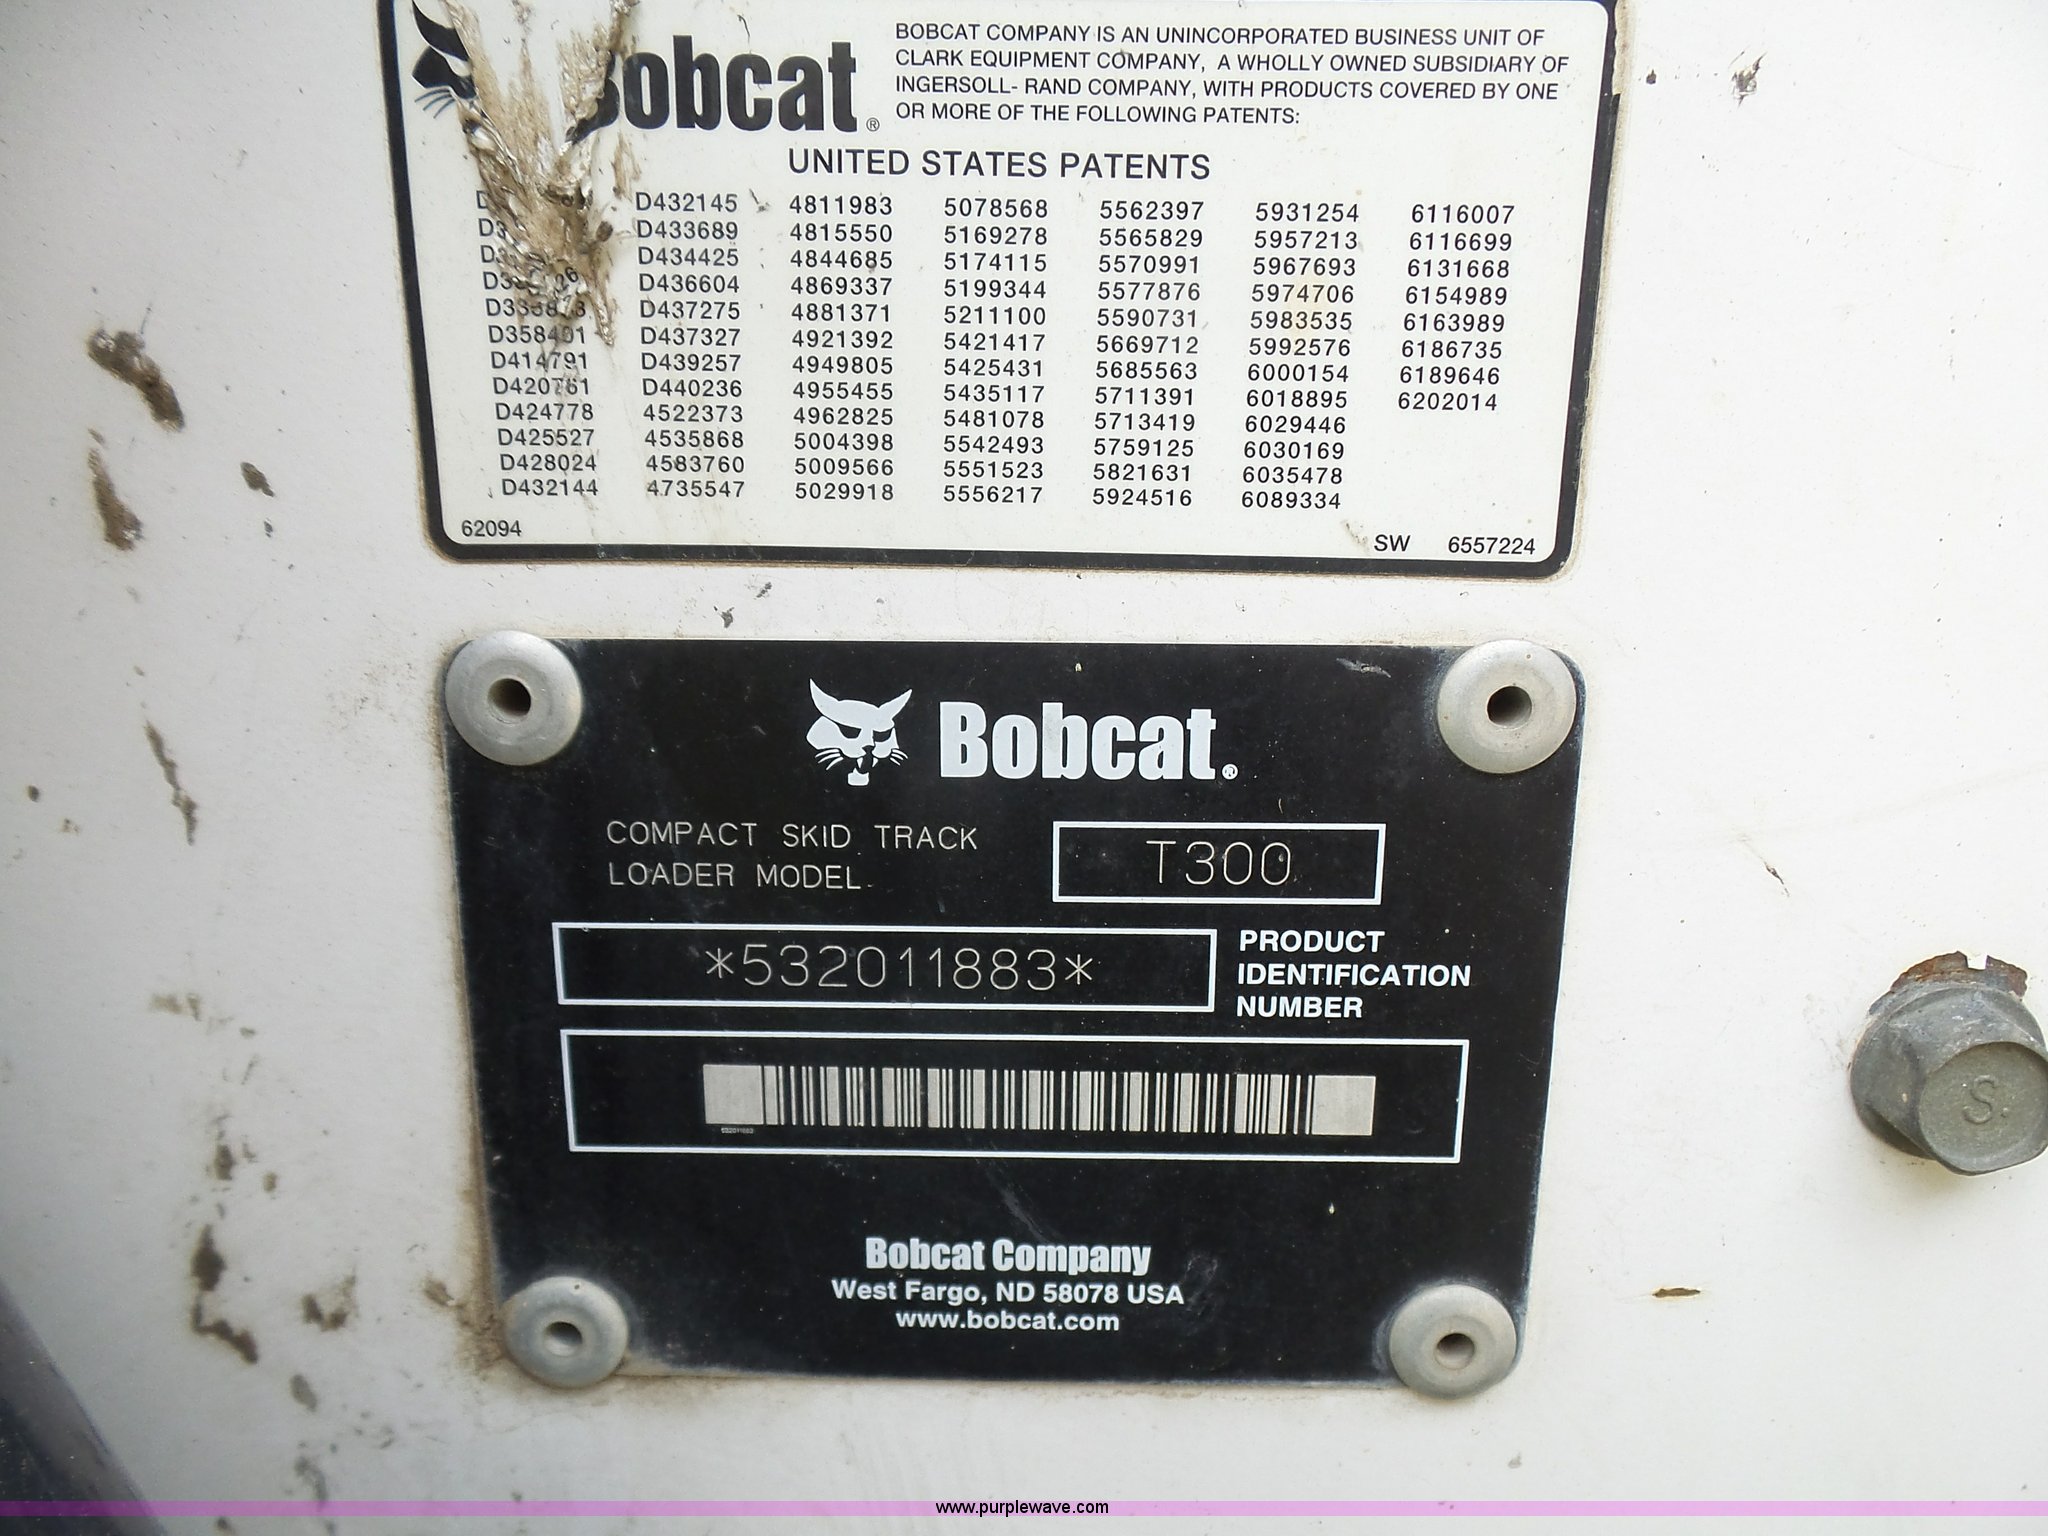 Bobcat®
BOBCAT COMPANY IS AN UNINCORPORATED BUSINESS UNIT OF
CLARK EQUIPMENT COMPANY, A WHOLLY OWNED SUBSIDIARY OF
INGERSOLL- RAND COMPANY, WITH PRODUCTS COVERED BY ONE
OR MORE OF THE FOLLOWING PATENTS:
UNITED STATES PATENTS
D432145 4811983 5078568 5562397 5931254 6116007
D433689 4815550 5169278 5565829 5957213 6116699
D434425 4844685 5174115 5570991 5967693 6131668
D436604 4869337 5199344 5577876 5974706 6154989
D437275 4881371 5211100 5590731 5983535 6163989
D358401 D437327 4921392 5421417 5669712 5992576 6186735
D414791 D439257 4949805 5425431 5685563 6000154 6189646
D420761 D440236 4955455 5435117 5711391 6018895 6202014
D424778 4522373 4962825 5481078 5713419 6029446
D425527 4535868 5004398 5542493 5759125 6030169
D428024 4583760 5009566 5551523 5821631 6035478
D432144 4735547 5029918 5556217 5924516 6089334
62094 SW 6557224
Bobcat®
COMPACT SKID TRACK
LOADER MODEL
T300
*532011883*
PRODUCT
IDENTIFICATION
NUMBER
532011883
Bobcat Company
West Fargo, ND 58078 USA
www.bobcat.com
S.
www.purplewave.com